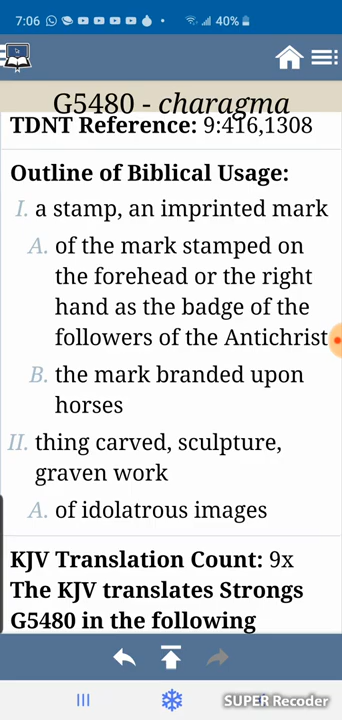 7:06
40%
G5480 - charagma
TDNT Reference: 9:416,1308
Outline of Biblical Usage:
I. a stamp, an imprinted mark
A. of the mark stamped on
the forehead or the right
hand as the badge of the
followers of the Antichrist
B. the mark branded upon
horses
II. thing carved, sculpture,
graven work
A. of idolatrous images
KJV Translation Count: 9x
The KJV translates Strongs
G5480 in the following
SUPER Recorder